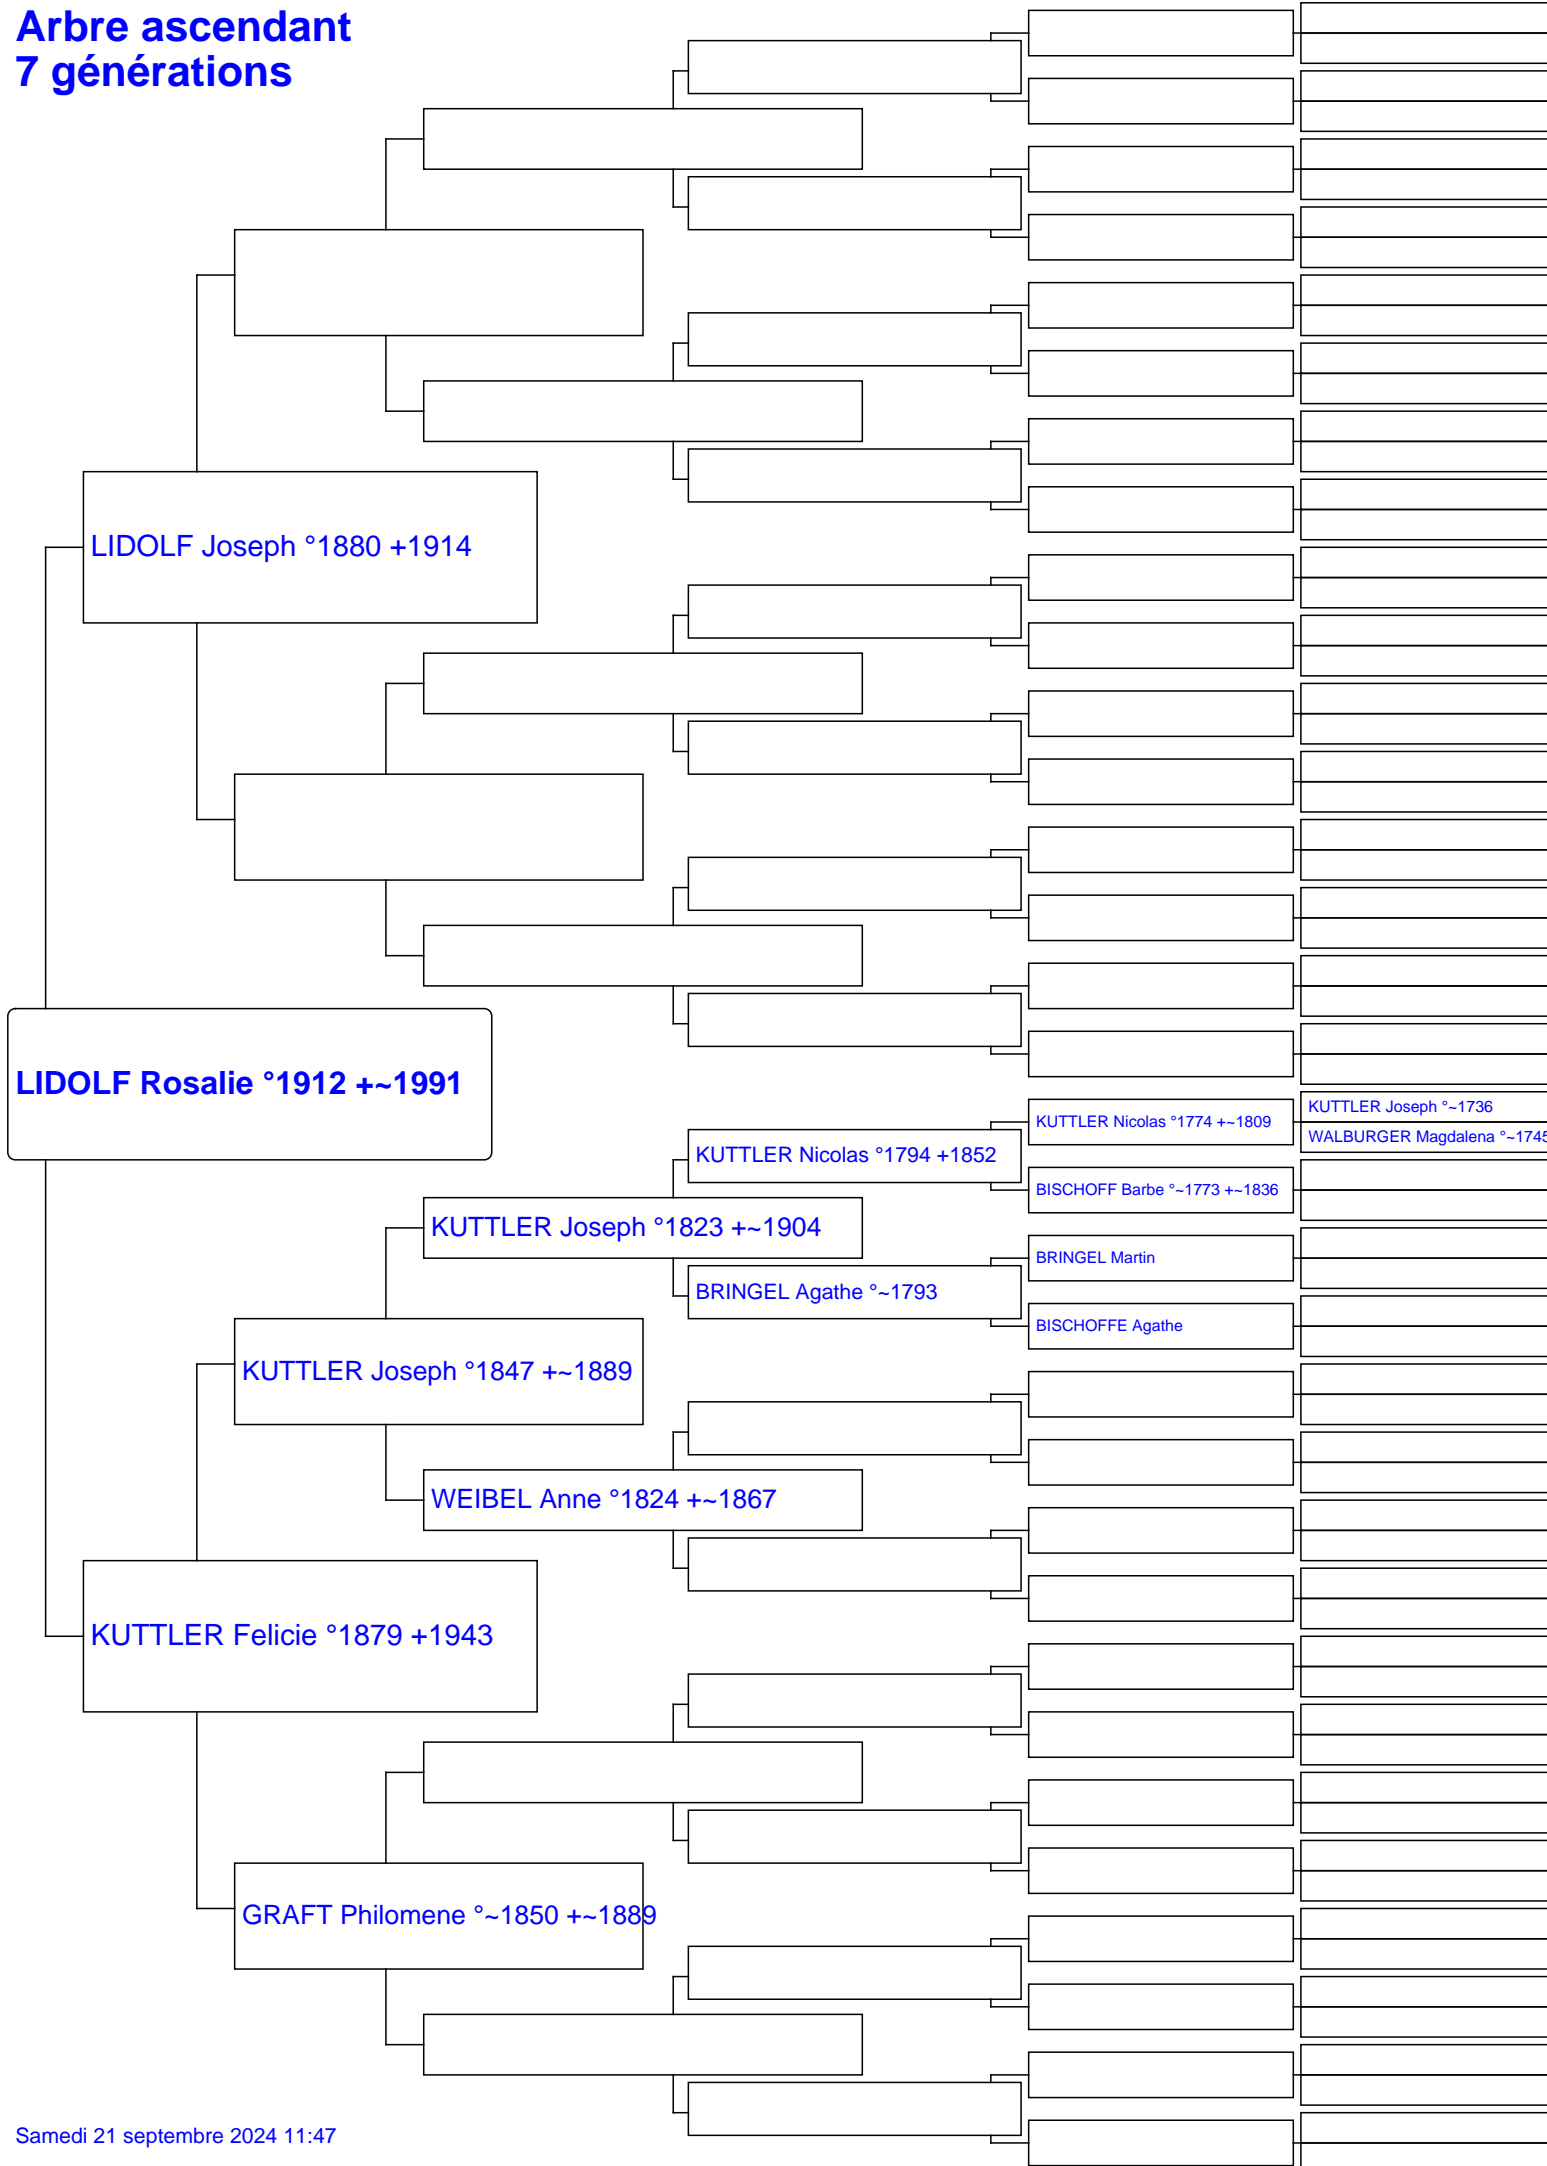 Arbre ascendant
7 générations
LIDOLF Joseph °1880 +1914
LIDOLF Rosalie °1912 +~1991
KUTTLER Nicolas °1774 +~1809
KUTTLER Joseph °~1736
WALBURGER Magdalena °~1745
KUTTLER Nicolas °1794 +1852
BISCHOFF Barbe °~1773 +~1836
KUTTLER Joseph °1823 +~1904
BRINGEL Martin
BRINGEL Agathe °~1793
BISCHOFFE Agathe
KUTTLER Joseph °1847 +~1889
WEIBEL Anne °1824 +~1867
KUTTLER Felicie °1879 +1943
GRAFT Philomene °~1850 +~1889
Samedi 21 septembre 2024 11:47